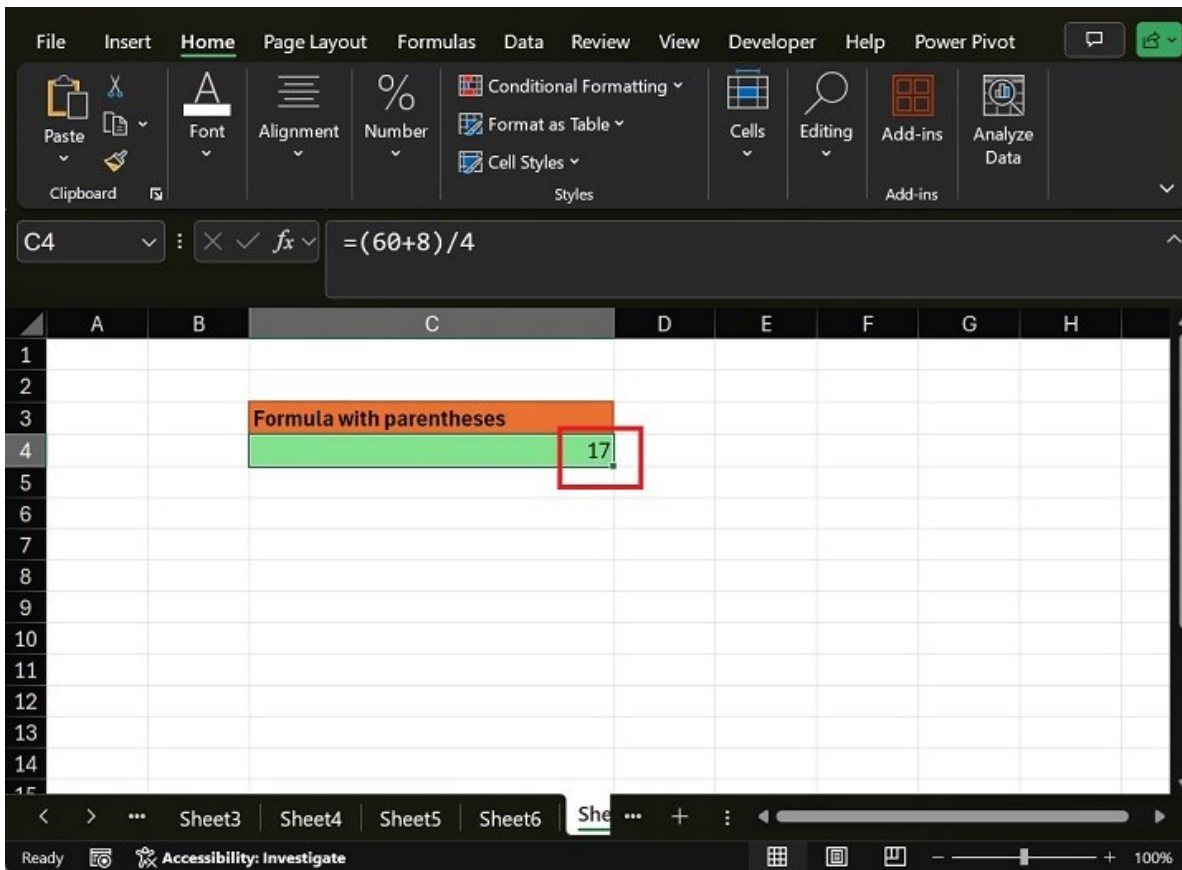 File Insert Home Page Layout Formulas Data Review View Developer Help Power Pivot
Paste
Font
Alignment
Number
Conditional Formatting
Format as Table
Cell Styles
Cells
Editing
Add-ins
Analyze
Data
Clipboard
Styles
Add-ins
C4
fx
=(60+8)/4
A B C D E F G H
1
2
3 Formula with parentheses
4 17
5
6
7
8
9
10
11
12
13
14
15
Sheet3 Sheet4 Sheet5 Sheet6 She
Ready Accessibility: Investigate 100%